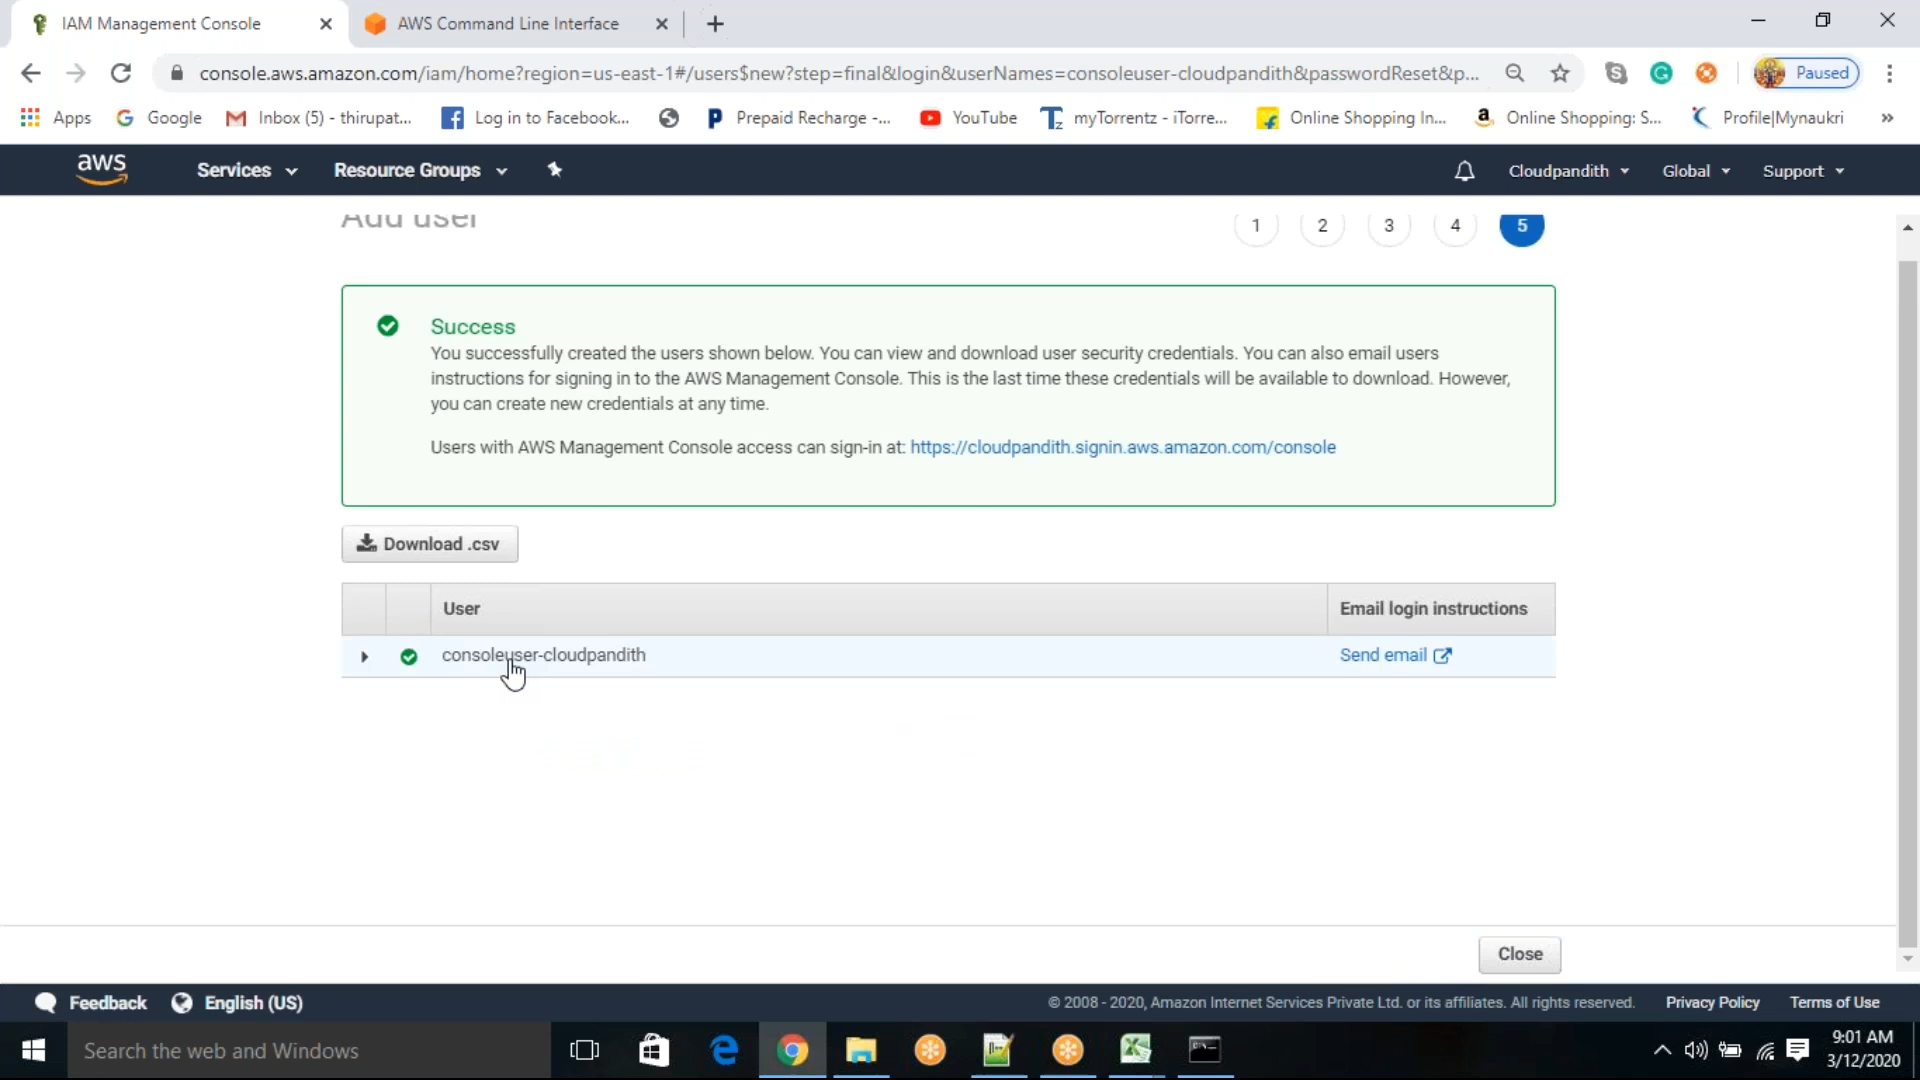 IAM Management Console
AWS Command Line Interface
console.aws.amazon.com/iam/home?region=us-east-1#/users$new?step=final&login&userNames=consoleuser-cloudpandith&passwordReset&p...
Paused
Apps
Google
Inbox (5) - thirupat...
Log in to Facebook...
Prepaid Recharge -...
YouTube
myTorrentz - iTorre...
Online Shopping In...
Online Shopping: S...
Profile|Mynaukri
»
aws
Services
Resource Groups
Cloudpandith
Global
Support
Add user
1
2
3
4
5
Success
You successfully created the users shown below. You can view and download user security credentials. You can also email users
instructions for signing in to the AWS Management Console. This is the last time these credentials will be available to download. However,
you can create new credentials at any time.
Users with AWS Management Console access can sign-in at: https://cloudpandith.signin.aws.amazon.com/console
Download .csv
User
Email login instructions
consoleuser-cloudpandith
Send email
Close
Feedback
English (US)
© 2008 - 2020, Amazon Internet Services Private Ltd. or its affiliates. All rights reserved.
Privacy Policy
Terms of Use
Search the web and Windows
9:01 AM
3/12/2020